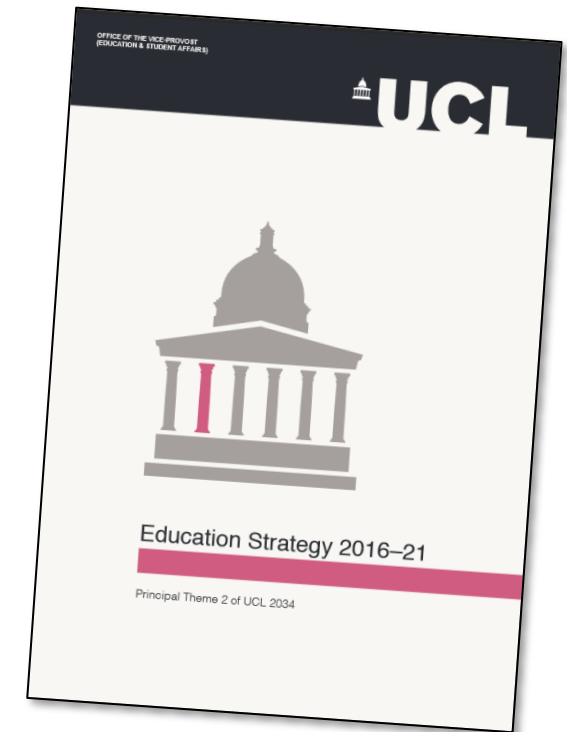 OFFICE OF THE VICE-PROVOST
(EDUCATION & STUDENT AFFAIRS)
UCL
Education Strategy 2016–21
Principal Theme 2 of UCL 2034